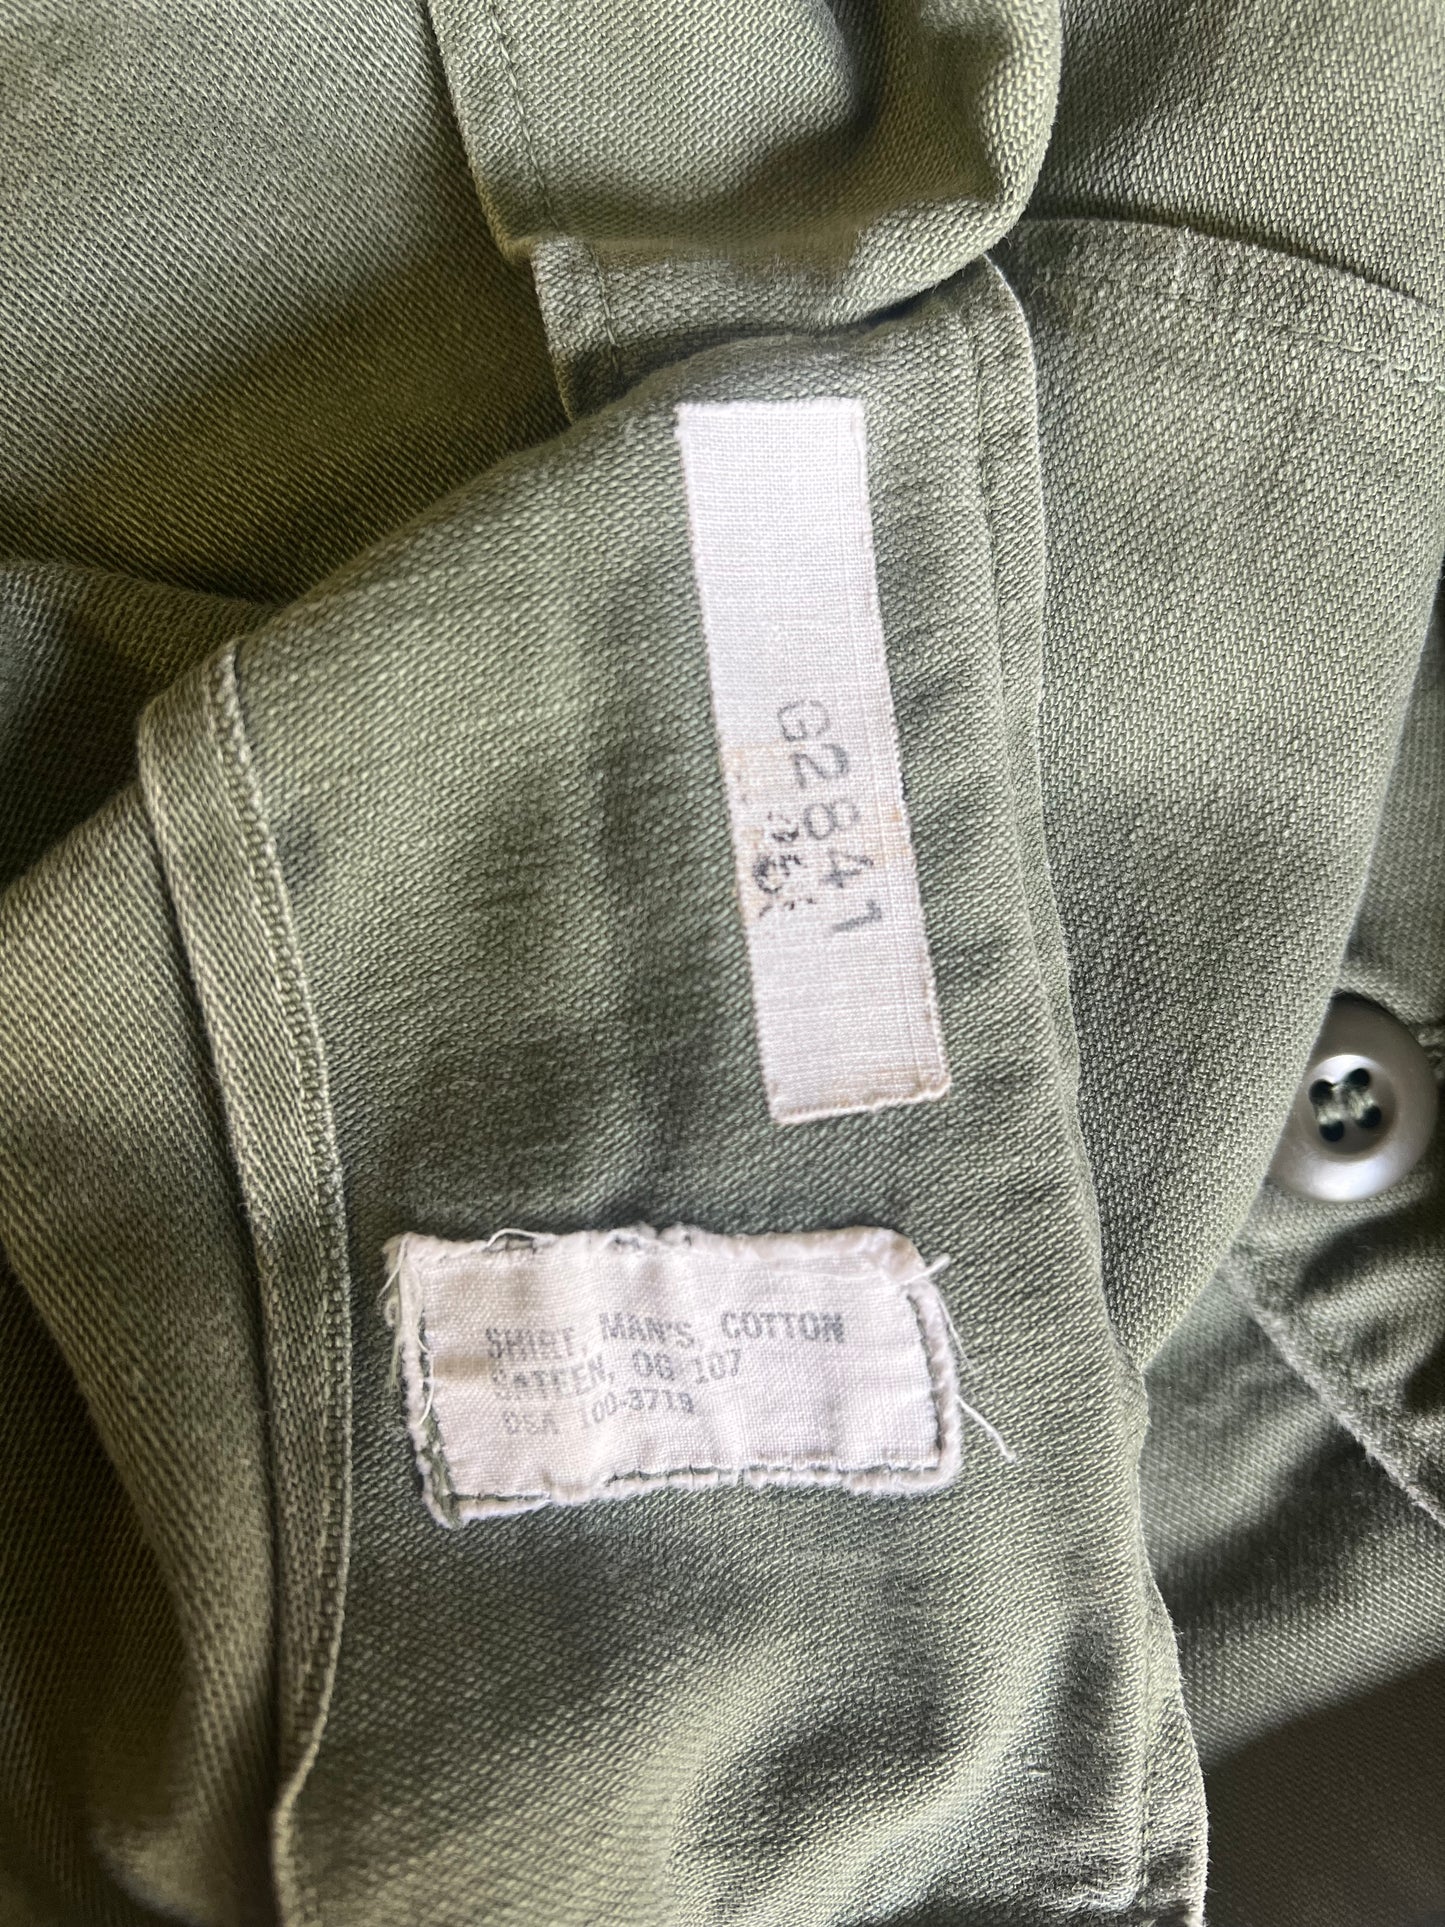 G2841
SHIRT, MAN'S, COTTON
SATEEN, OG 107
DSA 100-3719